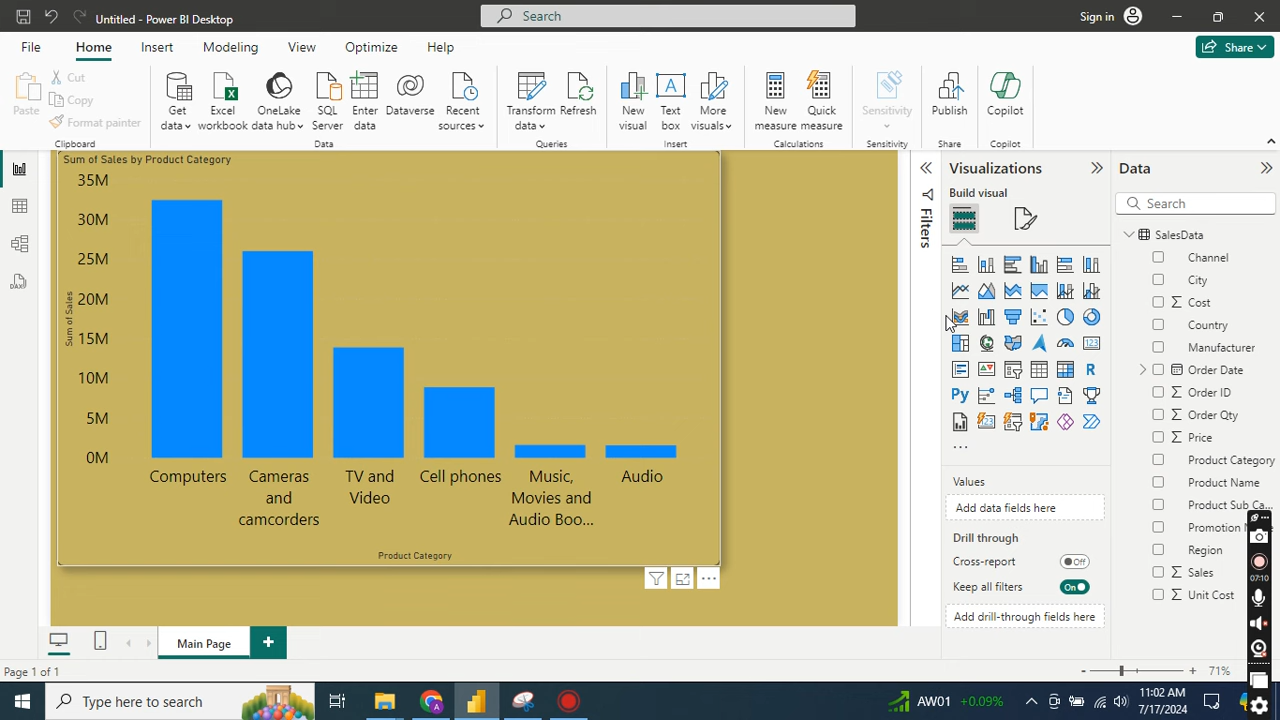 Untitled - Power BI Desktop
Search
Sign in
File
Home
Insert
Modeling
View
Optimize
Help
Share
Paste
Cut
Copy
Format painter
Clipboard
Get
data
Excel
workbook
OneLake
data hub
SQL
Server
Enter
data
Dataverse
Recent
sources
Data
Transform
data
Refresh
Queries
New
visual
Text
box
More
visuals
Insert
New
measure
Quick
measure
Calculations
Sensitivity
Sensitivity
Publish
Share
Copilot
Copilot
Sum of Sales by Product Category
35M
30M
25M
20M
15M
10M
5M
0M
Sum of Sales
Computers
Cameras
and
camcorders
TV and
Video
Cell phones
Music,
Movies and
Audio Boo...
Audio
Product Category
Filters
Visualizations
Build visual
123
R
Py
...
Values
Add data fields here
Drill through
Cross-report
Off
Keep all filters
On
Add drill-through fields here
Data
Search
SalesData
Channel
City
Cost
Country
Manufacturer
Order Date
Order ID
Order Qty
Price
Product Category
Product Name
Product Sub Ca...
Promotion
Region
Sales
Unit Cost
07:10
Main Page
Page 1 of 1
71%
Type here to search
AW01
+0.09%
11:02 AM
7/17/2024